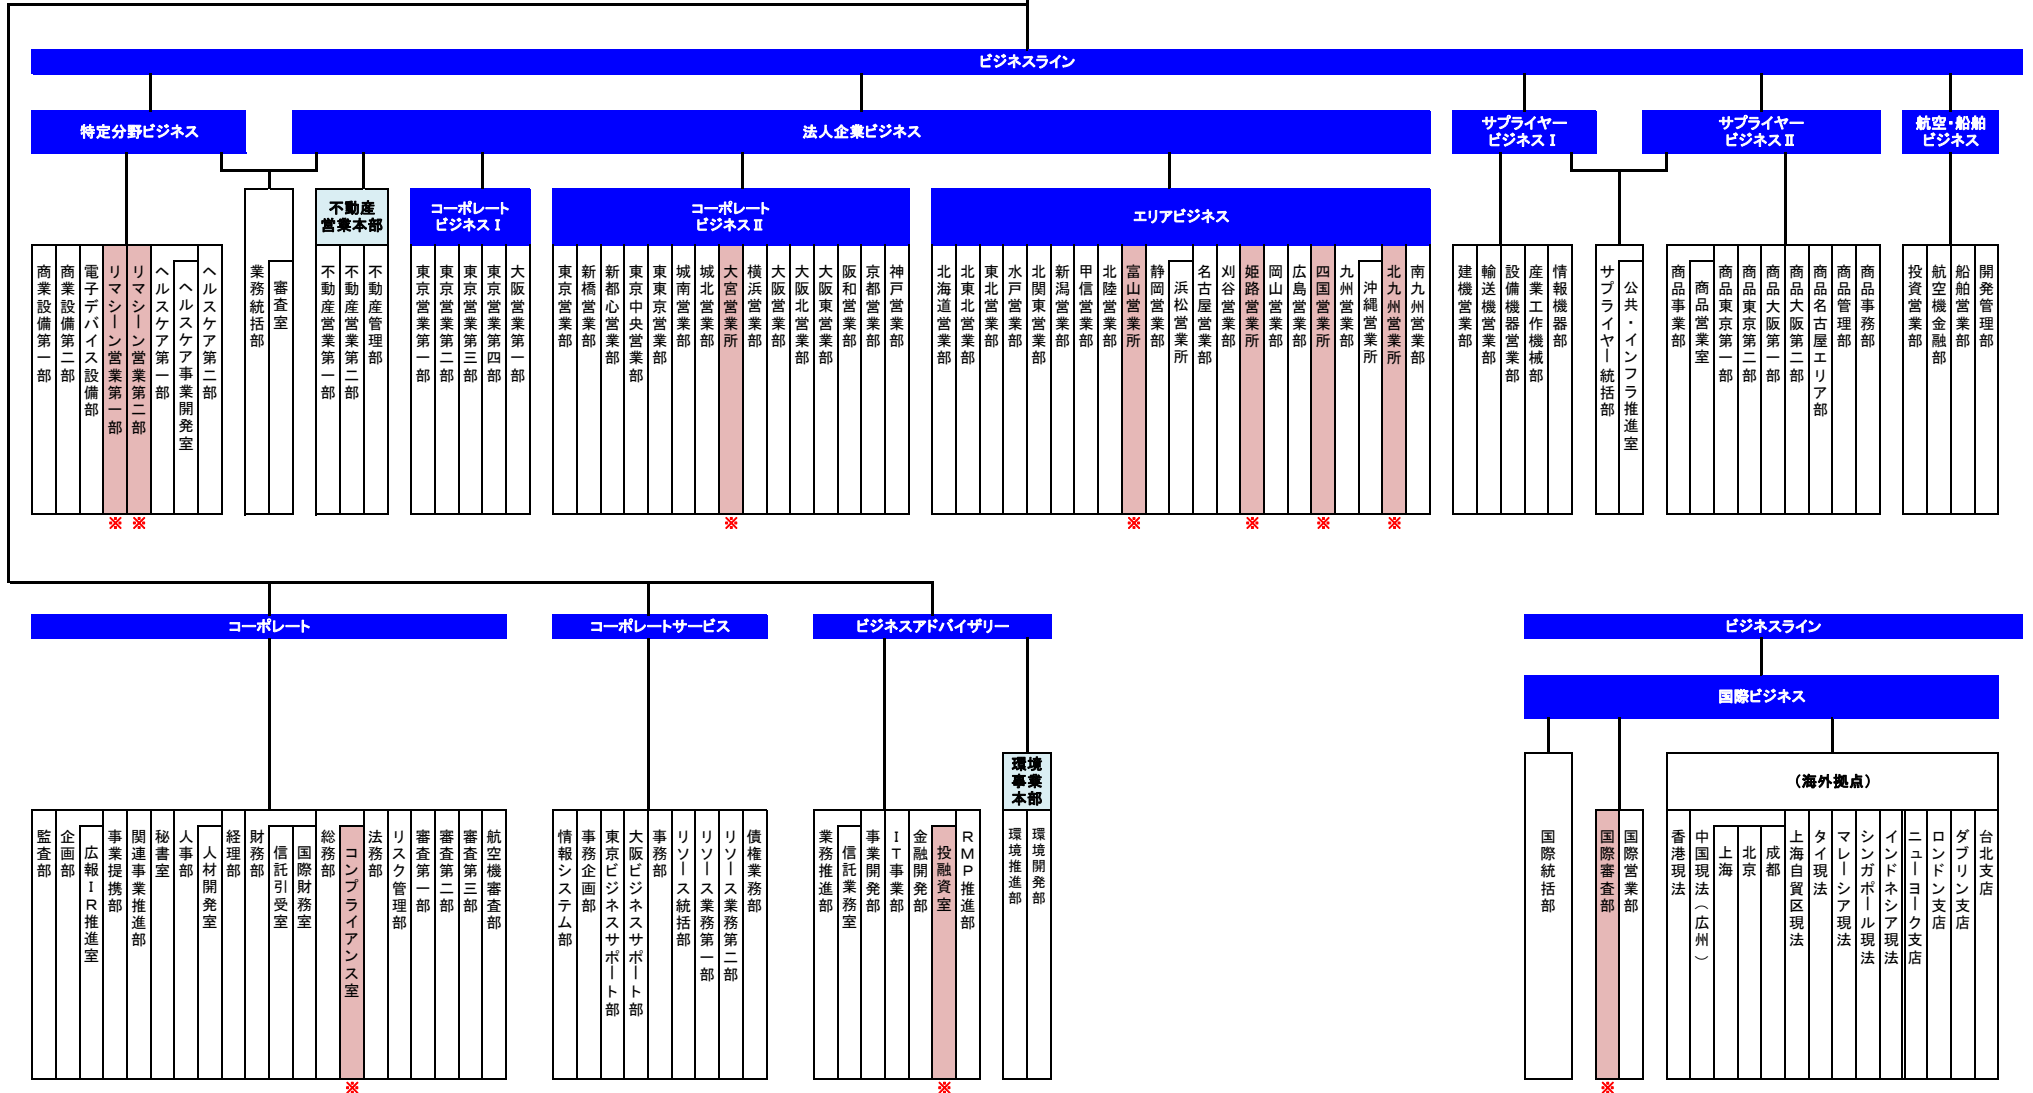 ビジネスライン
特定分野ビジネス
法人企業ビジネス
サプライヤー
ビジネスⅠ
サプライヤー
ビジネスⅡ
航空・船舶
ビジネス
不動産
営業本部
コーポレート
ビジネスⅠ
コーポレート
ビジネスⅡ
エリアビジネス
商業設備第一部
商業設備第二部
電子デバイス設備部
リマシーン営業第一部
リマシーン営業第二部
ヘルスケア第一部
ヘルスケア事業開発室
ヘルスケア第二部
業務統括部
審査室
不動産営業第一部
不動産営業第二部
不動産管理部
東京営業第一部
東京営業第二部
東京営業第三部
東京営業第四部
大阪営業第一部
東京営業部
新橋営業部
新都心営業部
東京中央営業部
東東京営業部
城南営業部
城北営業部
大宮営業所
横浜営業部
大阪営業部
大阪北営業部
大阪東営業部
阪和営業部
京都営業部
神戸営業部
北海道営業部
北東北営業部
東北営業部
水戸営業部
北関東営業部
新潟営業部
甲信営業部
北陸営業部
富山営業所
静岡営業部
浜松営業所
名古屋営業部
刈谷営業部
姫路営業所
岡山営業部
広島営業部
四国営業所
九州営業部
沖縄営業所
北九州営業所
南九州営業部
建機営業部
輸送機営業部
設備機器営業部
産業工作機械部
情報機器部
サプライヤー統括部
公共・インフラ推進室
商品事業部
商品営業室
商品東京第一部
商品東京第二部
商品大阪第一部
商品大阪第二部
商品名古屋エリア部
商品管理部
商品事務部
投資営業部
航空機金融部
船舶営業部
開発管理部
※
※
※
※
※
※
※
コーポレート
コーポレートサービス
ビジネスアドバイザリー
ビジネスライン
国際ビジネス
環境
事業
本部
（海外拠点）
監査部
企画部
広報ＩＲ推進室
事業提携部
関連事業推進部
秘書室
人事部
人材開発室
経理部
財務部
信託引受室
国際財務室
総務部
コンプライアンス室
法務部
リスク管理部
審査第一部
審査第二部
審査第三部
航空機審査部
情報システム部
事務企画部
東京ビジネスサポート部
大阪ビジネスサポート部
事務部
リソース統括部
リソース業務第一部
リソース業務第二部
債権業務部
業務推進部
信託業務室
事業開発部
ＩＴ事業部
金融開発部
投融資室
ＲＭＰ推進部
環境推進部
環境開発部
国際統括部
国際審査部
国際営業部
香港現法
中国現法（広州）
上海
北京
成都
上海自貿区現法
タイ現法
マレーシア現法
シンガポール現法
インドネシア現法
ニューヨーク支店
ロンドン支店
ダブリン支店
台北支店
※
※
※